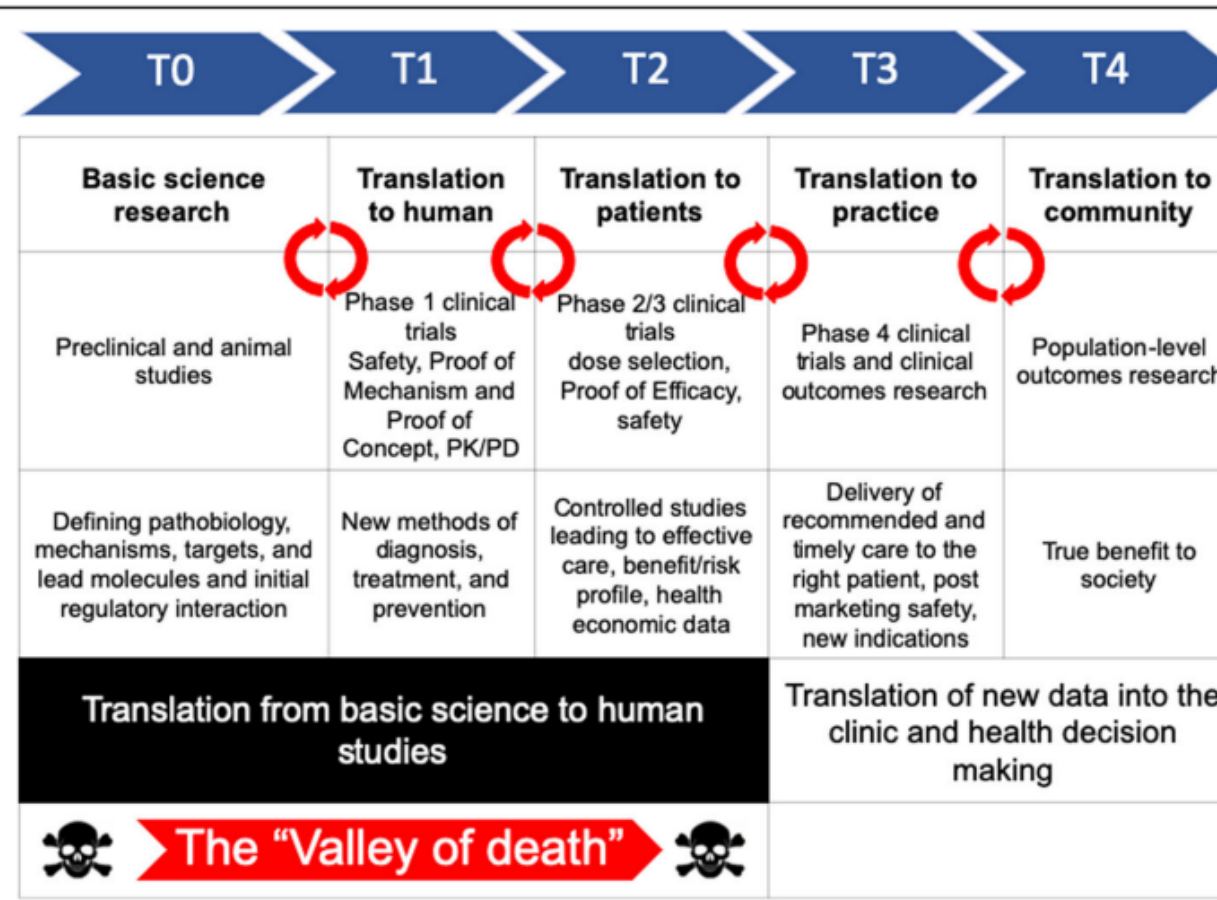 T0
T1
T2
T3
T4
Basic science
research
Translation
to human
Translation to
patients
Translation to
practice
Translation to
community
Preclinical and animal
studies
Phase 1 clinical
trials
Safety, Proof of
Mechanism and
Proof of
Concept, PK/PD
Phase 2/3 clinical
trials
dose selection,
Proof of Efficacy,
safety
Phase 4 clinical
trials and clinical
outcomes research
Population-level
outcomes research
Defining pathobiology,
mechanisms, targets, and
lead molecules and initial
regulatory interaction
New methods of
diagnosis,
treatment, and
prevention
Controlled studies
leading to effective
care, benefit/risk
profile, health
economic data
Delivery of
recommended and
timely care to the
right patient, post
marketing safety,
new indications
True benefit to
society
Translation from basic science to human
studies
Translation of new data into the
clinic and health decision
making
The “Valley of death”